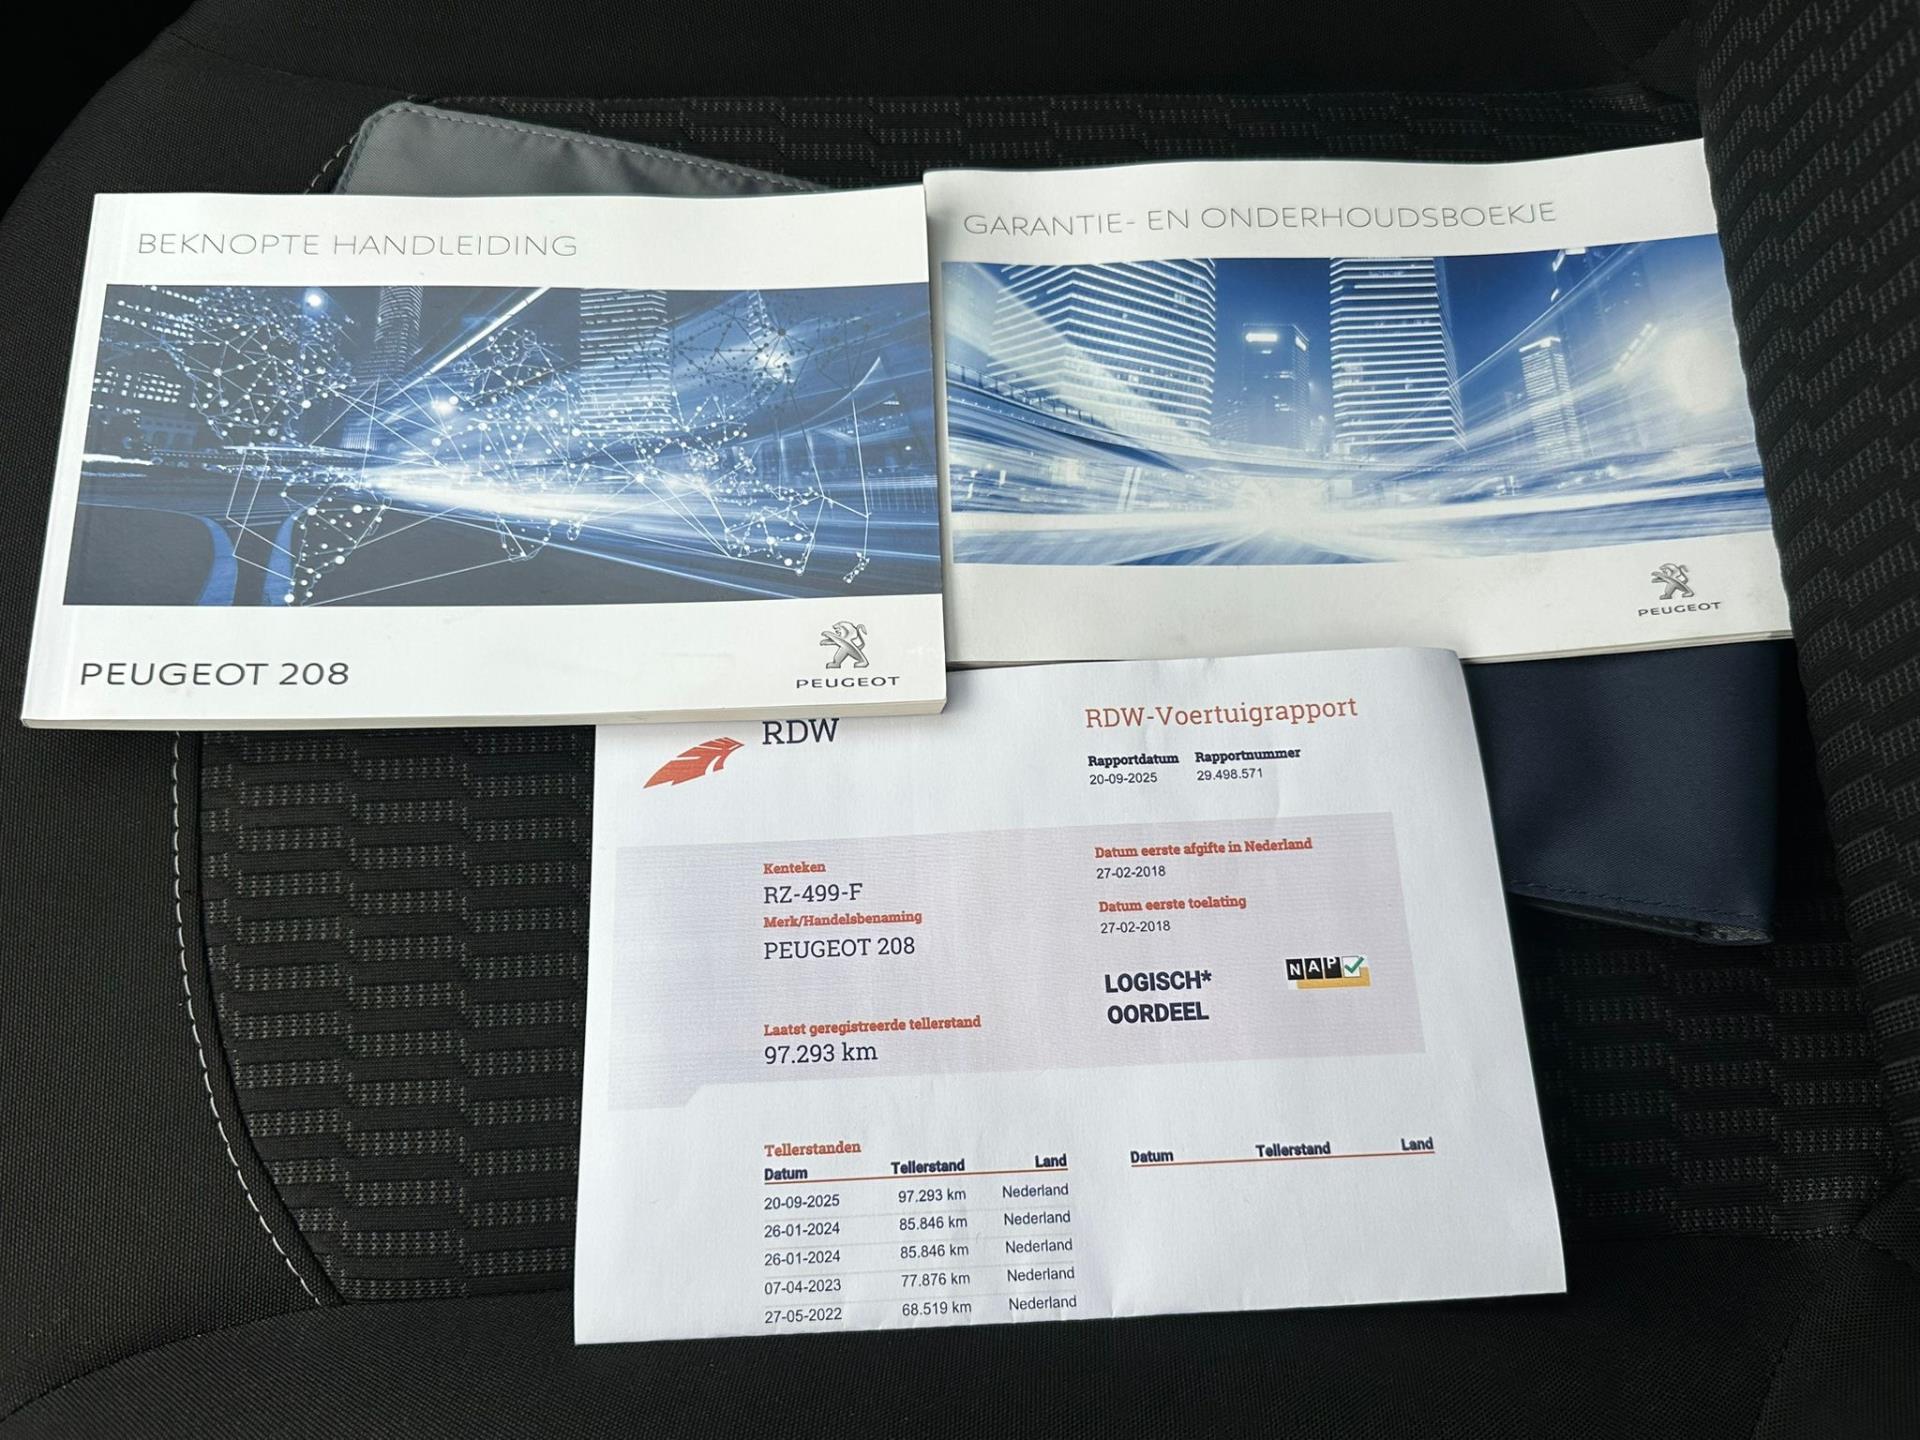 BEKNOPTE HANDLEIDING
PEUGEOT 208
PEUGEOT
GARANTIE- EN ONDERHOUDSBOEKJE
PEUGEOT
RDW
RDW-Voertuigrapport
Rapportdatum Rapportnummer
20-09-2025 29.498.571
Kenteken
RZ-499-F
Merk/Handelsbenaming
PEUGEOT 208
Laatst geregistreerde tellerstand
97.293 km
Datum eerste afgifte in Nederland
27-02-2018
Datum eerste toelating
27-02-2018
LOGISCH*
OORDEEL
NAP
Tellerstanden
Datum Tellerstand Land
20-09-2025 97.293 km Nederland
26-01-2024 85.846 km Nederland
26-01-2024 85.846 km Nederland
07-04-2023 77.876 km Nederland
27-05-2022 68.519 km Nederland
Datum Tellerstand Land